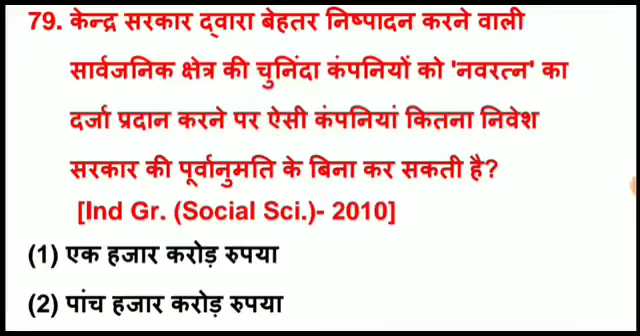 79. केन्द्र सरकार द्वारा बेहतर निष्पादन करने वाली
सार्वजनिक क्षेत्र की चुनिंदा कंपनियों को 'नवरत्न' का
दर्जा प्रदान करने पर ऐसी कंपनियां कितना निवेश
सरकार की पूर्वानुमति के बिना कर सकती है?
[Ind Gr. (Social Sci.)- 2010]
(1) एक हजार करोड़ रुपया
(2) पांच हजार करोड़ रुपया